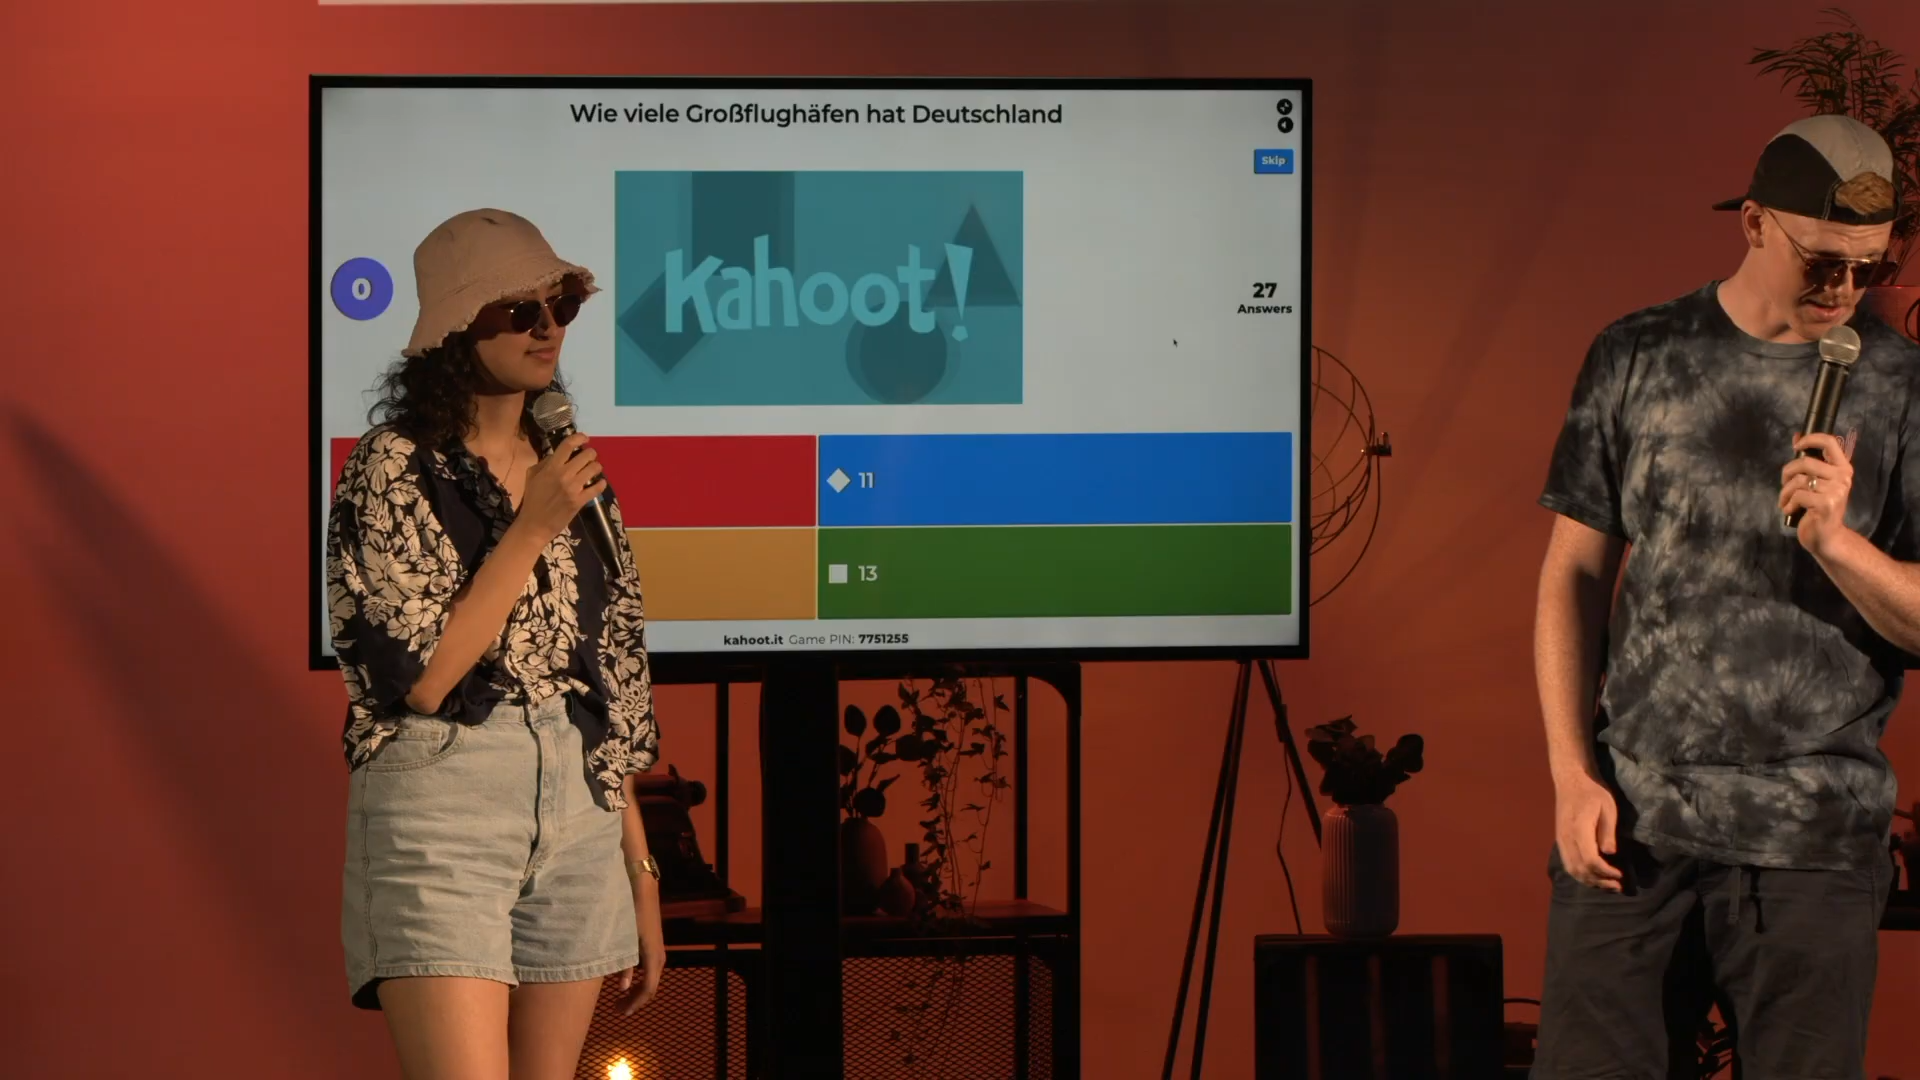 Wie viele Großflughäfen hat Deutschland
Skip
0
Kahoot!
27
Answers
11
13
kahoot.it Game PIN: 7751255